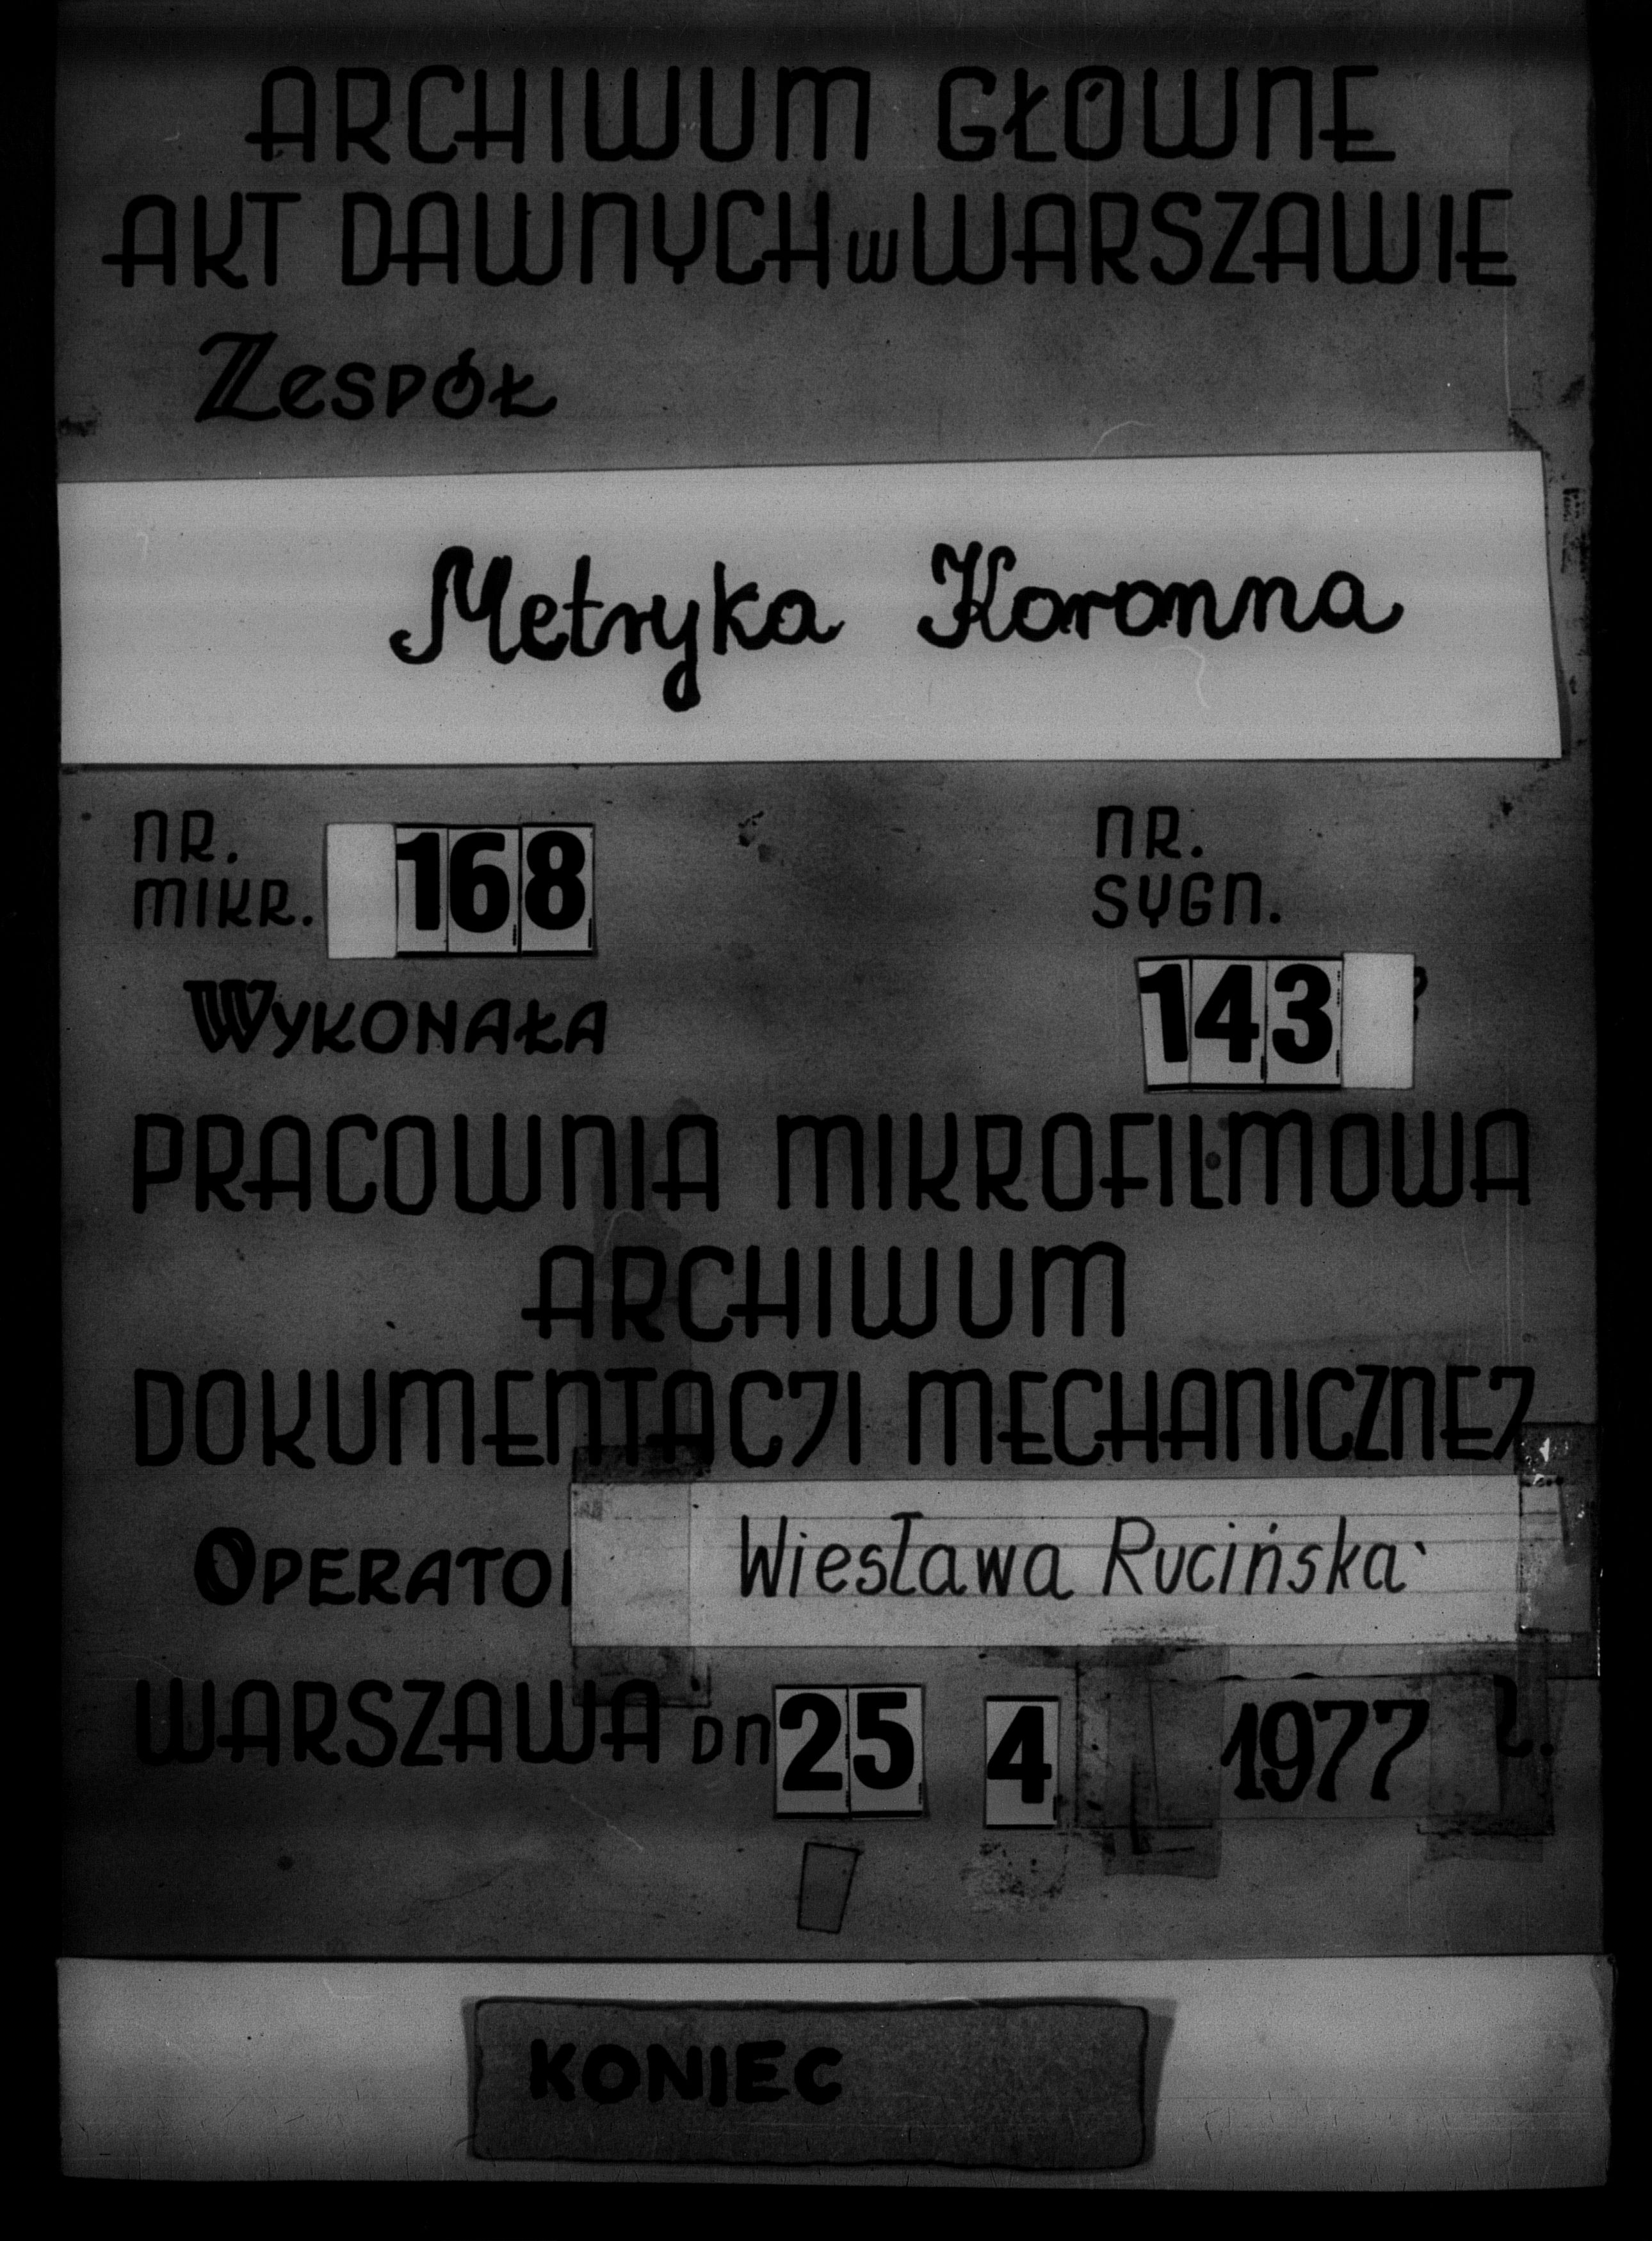 ARCHIWUM GŁÓWNE
AKT DAWNYCH w WARSZAWIE
Zespół
Metryka Koronna
NR. MIKR. 168
NR. SYGN. 143
WYKONAŁA
PRACOWNIA MIKROFILMOWA
ARCHIWUM
DOKUMENTACJI MECHANICZNEJ
OPERATOR Wiesława Rucińska
WARSZAWA DN 25 4 1977 r.
KONIEC